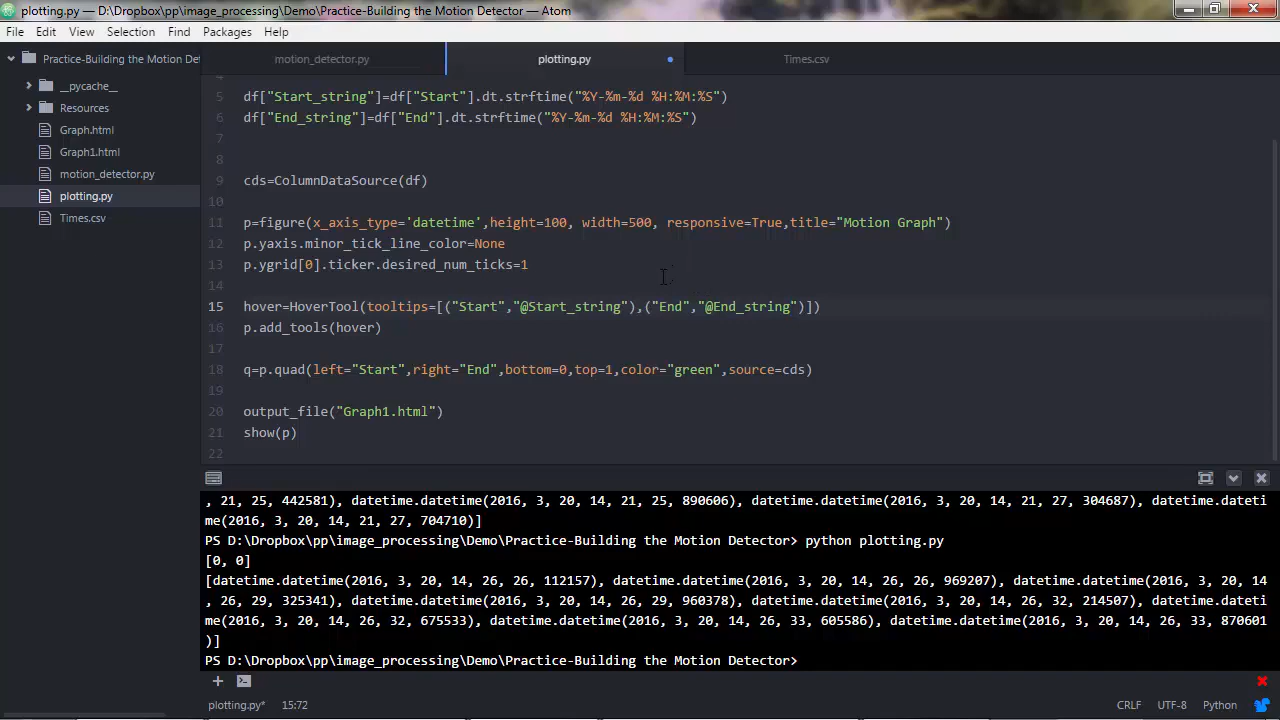 plotting.py — D:\Dropbox\pp\image_processing\Demo\Practice-Building the Motion Detector — Atom
File Edit View Selection Find Packages Help
Practice-Building the Motion Det
__pycache__
Resources
Graph.html
Graph1.html
motion_detector.py
plotting.py
Times.csv
motion_detector.py plotting.py Times.csv
5 df["Start_string"]=df["Start"].dt.strftime("%Y-%m-%d %H:%M:%S")
6 df["End_string"]=df["End"].dt.strftime("%Y-%m-%d %H:%M:%S")
7
8
9 cds=ColumnDataSource(df)
10
11 p=figure(x_axis_type='datetime',height=100, width=500, responsive=True,title="Motion Graph")
12 p.yaxis.minor_tick_line_color=None
13 p.ygrid[0].ticker.desired_num_ticks=1
14
15 hover=HoverTool(tooltips=[("Start","@Start_string"),("End","@End_string")])
16 p.add_tools(hover)
17
18 q=p.quad(left="Start",right="End",bottom=0,top=1,color="green",source=cds)
19
20 output_file("Graph1.html")
21 show(p)
22
, 21, 25, 442581), datetime.datetime(2016, 3, 20, 14, 21, 25, 890606), datetime.datetime(2016, 3, 20, 14, 21, 27, 304687), datetime.dateti
me(2016, 3, 20, 14, 21, 27, 704710)]
PS D:\Dropbox\pp\image_processing\Demo\Practice-Building the Motion Detector> python plotting.py
[0, 0]
[datetime.datetime(2016, 3, 20, 14, 26, 26, 112157), datetime.datetime(2016, 3, 20, 14, 26, 26, 969207), datetime.datetime(2016, 3, 20, 14
, 26, 29, 325341), datetime.datetime(2016, 3, 20, 14, 26, 29, 960378), datetime.datetime(2016, 3, 20, 14, 26, 32, 214507), datetime.dateti
me(2016, 3, 20, 14, 26, 32, 675533), datetime.datetime(2016, 3, 20, 14, 26, 33, 605586), datetime.datetime(2016, 3, 20, 14, 26, 33, 870601
)]
PS D:\Dropbox\pp\image_processing\Demo\Practice-Building the Motion Detector>
plotting.py* 15:72 CRLF UTF-8 Python